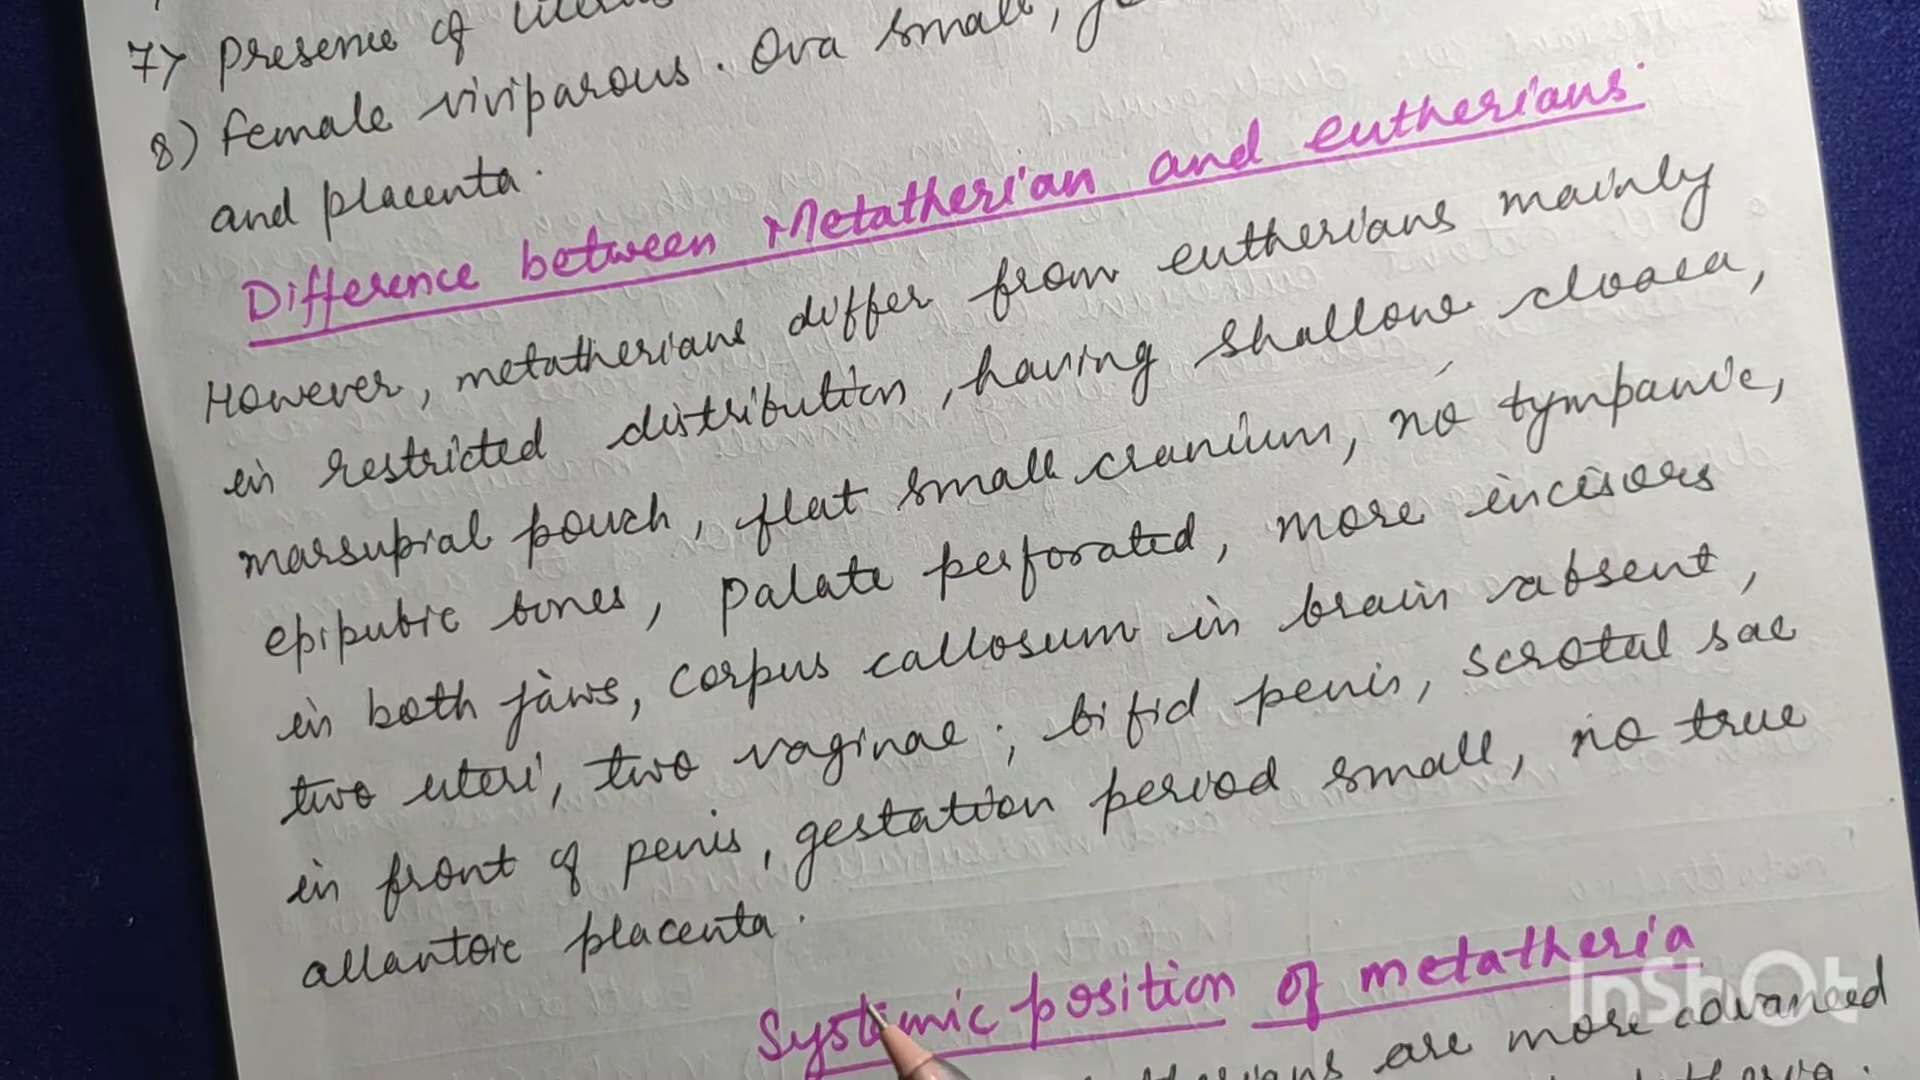 7) Presence of
8) female viviparous. Ova small,
and placenta.
Difference between Metatherian and eutherians.
However, metatherians differ from eutherians mainly
in restricted distribution, having shallow cloaca,
marsupial pouch, flat small cranium, no tympanic,
epipubic bones, palate perforated, more incisors
in both jaws, corpus callosum in brain absent,
two uteri, two vaginae; bifid penis, scrotal sac
in front of penis, gestation period small, no true
allantoic placenta.
Systemic position of metatheria
are more advanced
InShOt